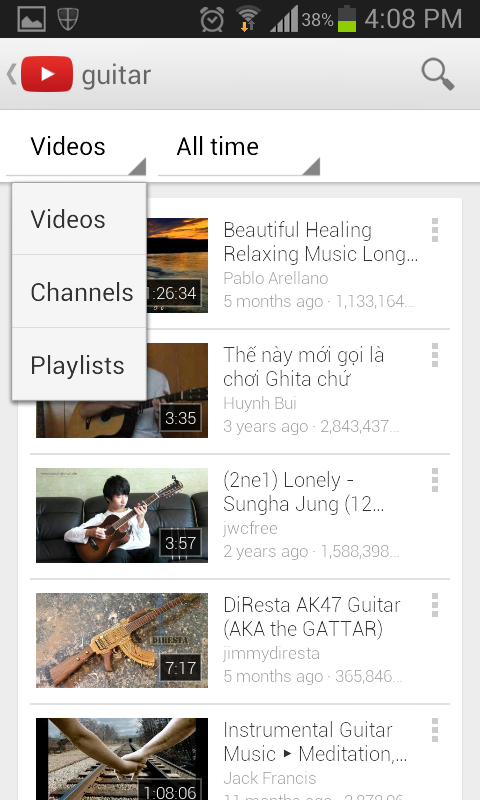 38% 4:08 PM
guitar
Videos All time
Videos
Channels
Playlists
1:26:34
Beautiful Healing
Relaxing Music Long...
Pablo Arellano
5 months ago · 1,133,164...
3:35
Thế này mới gọi là
chơi Ghita chứ
Huynh Bui
3 years ago · 2,843,437...
3:57
(2ne1) Lonely -
Sungha Jung (12...
jwcfree
2 years ago · 1,588,398...
DIRESTA
7:17
DiResta AK47 Guitar
(AKA the GATTAR)
jimmydiresta
5 months ago · 365,846...
1:08:06
Instrumental Guitar
Music ▸ Meditation,...
Jack Francis
11 months ago · 2,878,06...